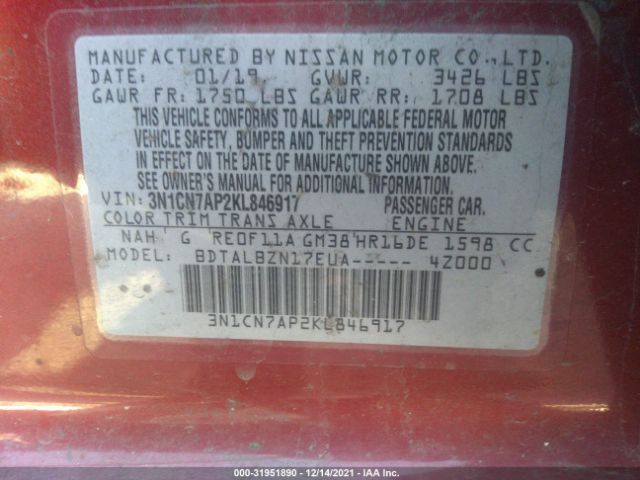 MANUFACTURED BY NISSAN MOTOR CO., LTD.
DATE: 01/19 GVWR: 3426 LBS
GAWR FR: 1750 LBS GAWR RR: 1708 LBS
THIS VEHICLE CONFORMS TO ALL APPLICABLE FEDERAL MOTOR
VEHICLE SAFETY, BUMPER AND THEFT PREVENTION STANDARDS
IN EFFECT ON THE DATE OF MANUFACTURE SHOWN ABOVE.
SEE OWNER'S MANUAL FOR ADDITIONAL INFORMATION.
VIN: 3N1CN7AP2KL846917 PASSENGER CAR.
COLOR TRIM TRANS AXLE ENGINE
NAH G RE0F11A GM38 HR16DE 1598 CC
MODEL: BDTALBZN17EUA----- 4Z000
3N1CN7AP2KL846917
000-31951890 - 12/14/2021 - IAA Inc.